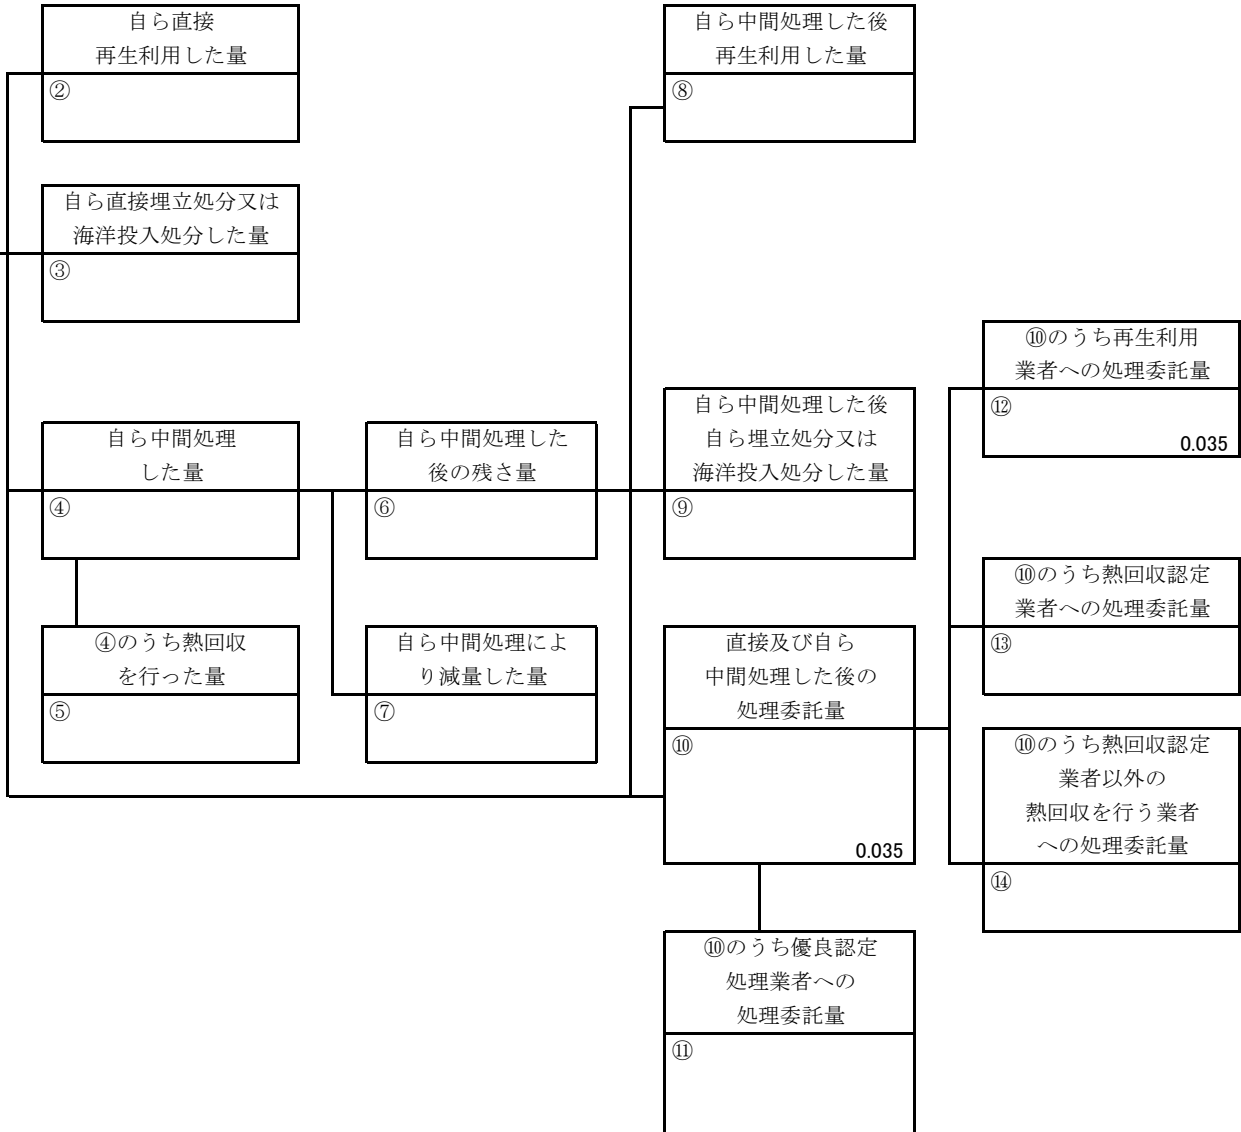 自ら直接
再生利用した量
②
自ら直接埋立処分又は
海洋投入処分した量
③
自ら中間処理
した量
④
④のうち熱回収
を行った量
⑤
自ら中間処理した
後の残さ量
⑥
自ら中間処理によ
り減量した量
⑦
自ら中間処理した後
再生利用した量
⑧
自ら中間処理した後
自ら埋立処分又は
海洋投入処分した量
⑨
直接及び自ら
中間処理した後の
処理委託量
⑩
0.035
⑩のうち優良認定
処理業者への
処理委託量
⑪
⑩のうち再生利用
業者への処理委託量
⑫
0.035
⑩のうち熱回収認定
業者への処理委託量
⑬
⑩のうち熱回収認定
業者以外の
熱回収を行う業者
への処理委託量
⑭